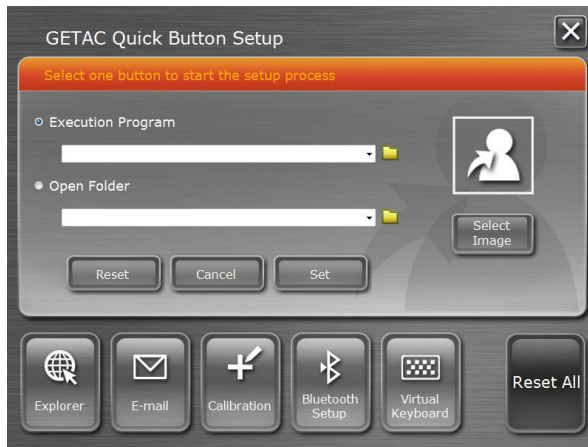 GETAC Quick Button Setup
Select one button to start the setup process
Execution Program
Open Folder
Select
Image
Reset
Cancel
Set
Explorer
E-mail
Calibration
Bluetooth
Setup
Virtual
Keyboard
Reset All